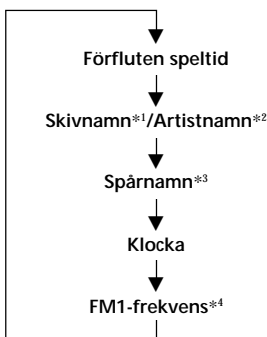 Förfluten speltid
Skivnamn*1/Artistnamn*2
Spårnamn*3
Klocka
FM1-frekvens*4